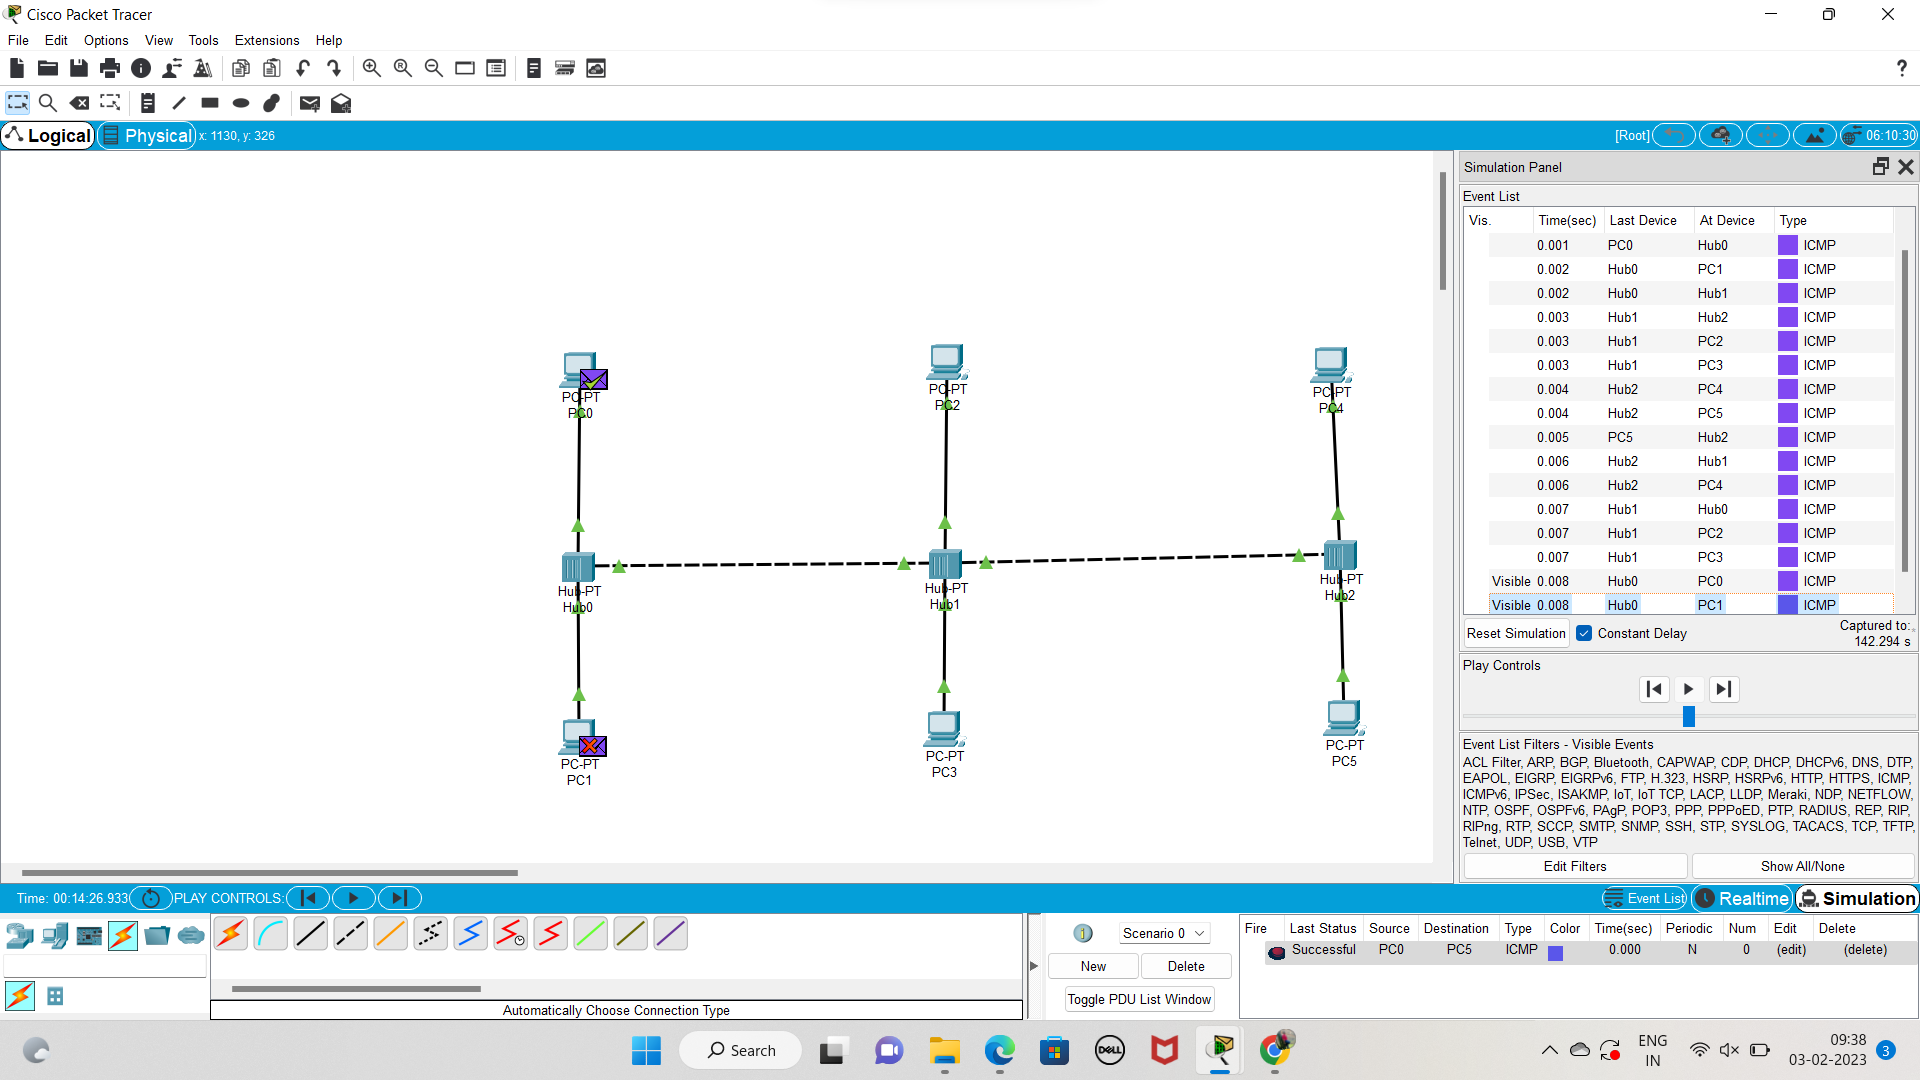 Cisco Packet Tracer
File Edit Options View Tools Extensions Help
?
Logical Physical x: 1130, y: 326 [Root] 06:10:30
Simulation Panel
Event List
Vis. Time(sec) Last Device At Device Type
0.001 PC0 Hub0 ICMP
0.002 Hub0 PC1 ICMP
0.002 Hub0 Hub1 ICMP
0.003 Hub1 Hub2 ICMP
0.003 Hub1 PC2 ICMP
0.003 Hub1 PC3 ICMP
0.004 Hub2 PC4 ICMP
0.004 Hub2 PC5 ICMP
0.005 PC5 Hub2 ICMP
0.006 Hub2 Hub1 ICMP
0.006 Hub2 PC4 ICMP
0.007 Hub1 Hub0 ICMP
0.007 Hub1 PC2 ICMP
0.007 Hub1 PC3 ICMP
Visible 0.008 Hub0 PC0 ICMP
Visible 0.008 Hub0 PC1 ICMP
Reset Simulation Constant Delay Captured to:
142.294 s
Play Controls
Event List Filters - Visible Events
ACL Filter, ARP, BGP, Bluetooth, CAPWAP, CDP, DHCP, DHCPv6, DNS, DTP,
EAPOL, EIGRP, EIGRPv6, FTP, H.323, HSRP, HSRPv6, HTTP, HTTPS, ICMP,
ICMPv6, IPSec, ISAKMP, IoT, IoT TCP, LACP, LLDP, Meraki, NDP, NETFLOW,
NTP, OSPF, OSPFv6, PAgP, POP3, PPP, PPPoED, PTP, RADIUS, REP, RIP,
RIPng, RTP, SCCP, SMTP, SNMP, SSH, STP, SYSLOG, TACACS, TCP, TFTP,
Telnet, UDP, USB, VTP
Edit Filters Show All/None
PC-PT
PC0
PC-PT
PC2
PC-PT
PC4
Hub-PT
Hub0
Hub-PT
Hub1
Hub-PT
Hub2
PC-PT
PC1
PC-PT
PC3
PC-PT
PC5
Time: 00:14:26.933 PLAY CONTROLS: Event List Realtime Simulation
Automatically Choose Connection Type
1 Scenario 0
New Delete
Toggle PDU List Window
Fire Last Status Source Destination Type Color Time(sec) Periodic Num Edit Delete
Successful PC0 PC5 ICMP 0.000 N 0 (edit) (delete)
Search
DELL
ENG
IN
09:38
03-02-2023
3